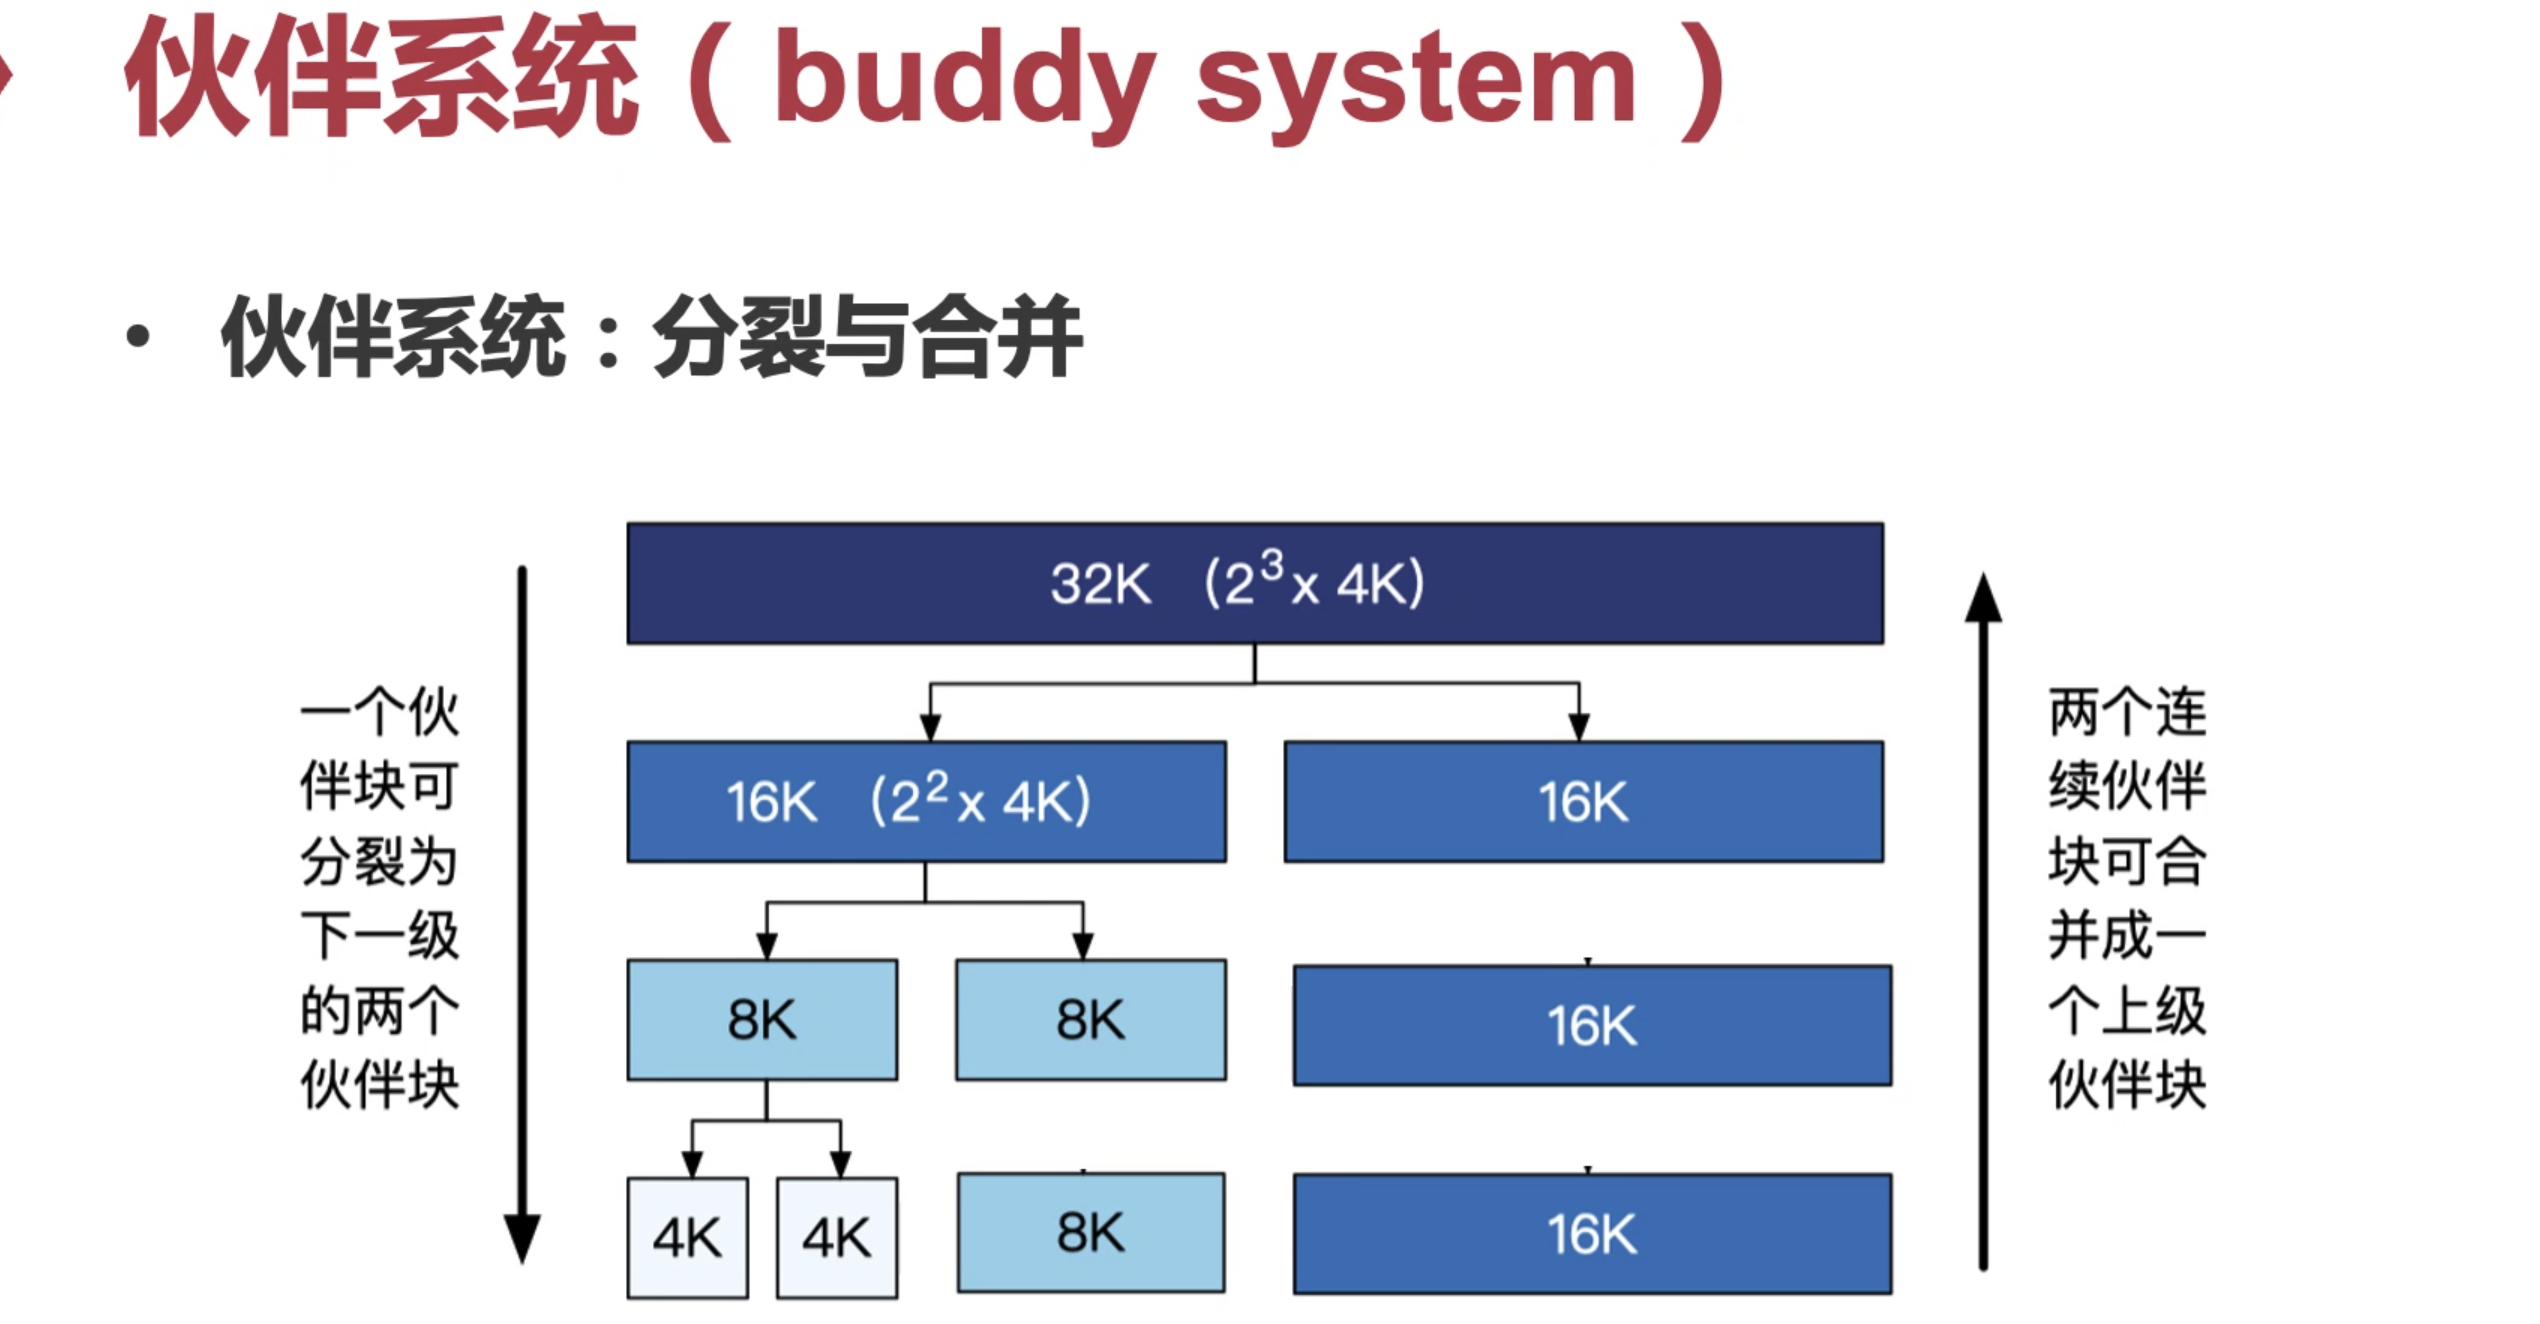 伙伴系统（buddy system）
• 伙伴系统：分裂与合并
32K (2³x 4K)
一个伙
伴块可
分裂为
下一级
的两个
伙伴块
16K (2²x 4K)
16K
8K
8K
16K
4K
4K
8K
16K
两个连
续伙伴
块可合
并成一
个上级
伙伴块